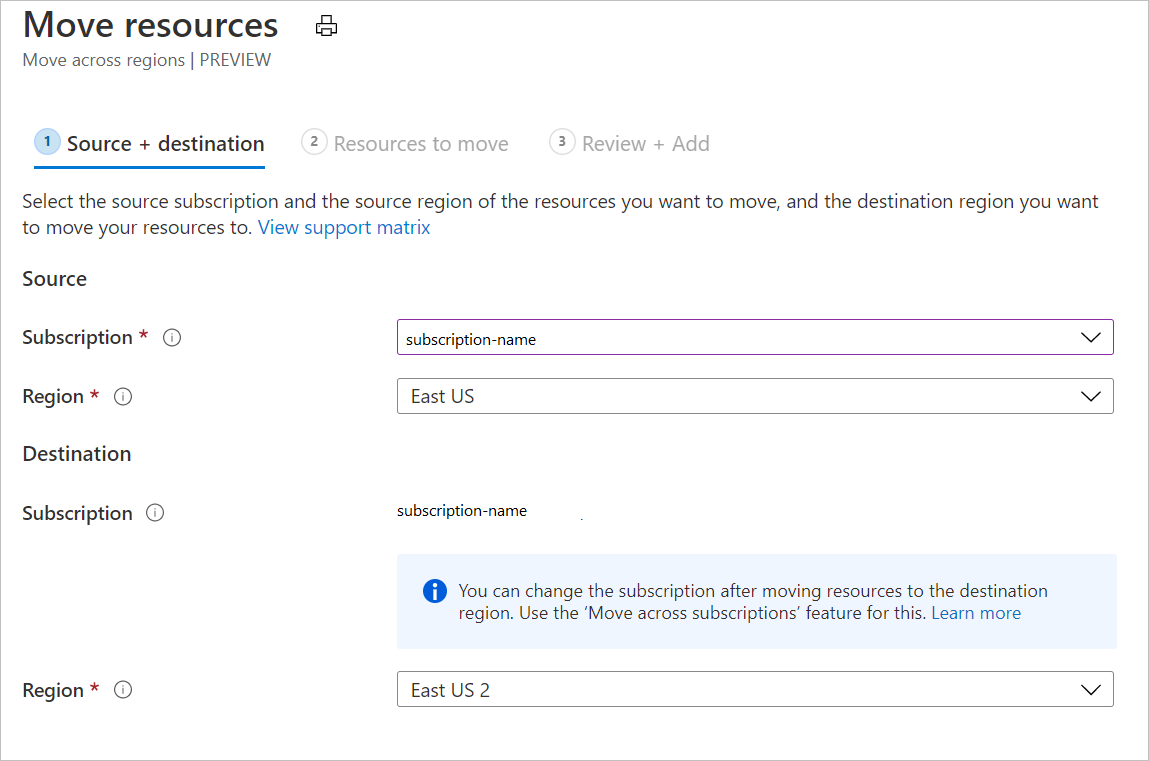 Move resources
Move across regions | PREVIEW
1 Source + destination 2 Resources to move 3 Review + Add
Select the source subscription and the source region of the resources you want to move, and the destination region you want
to move your resources to. View support matrix
Source
Subscription * subscription-name
Region * East US
Destination
Subscription subscription-name
You can change the subscription after moving resources to the destination
region. Use the ‘Move across subscriptions’ feature for this. Learn more
Region * East US 2